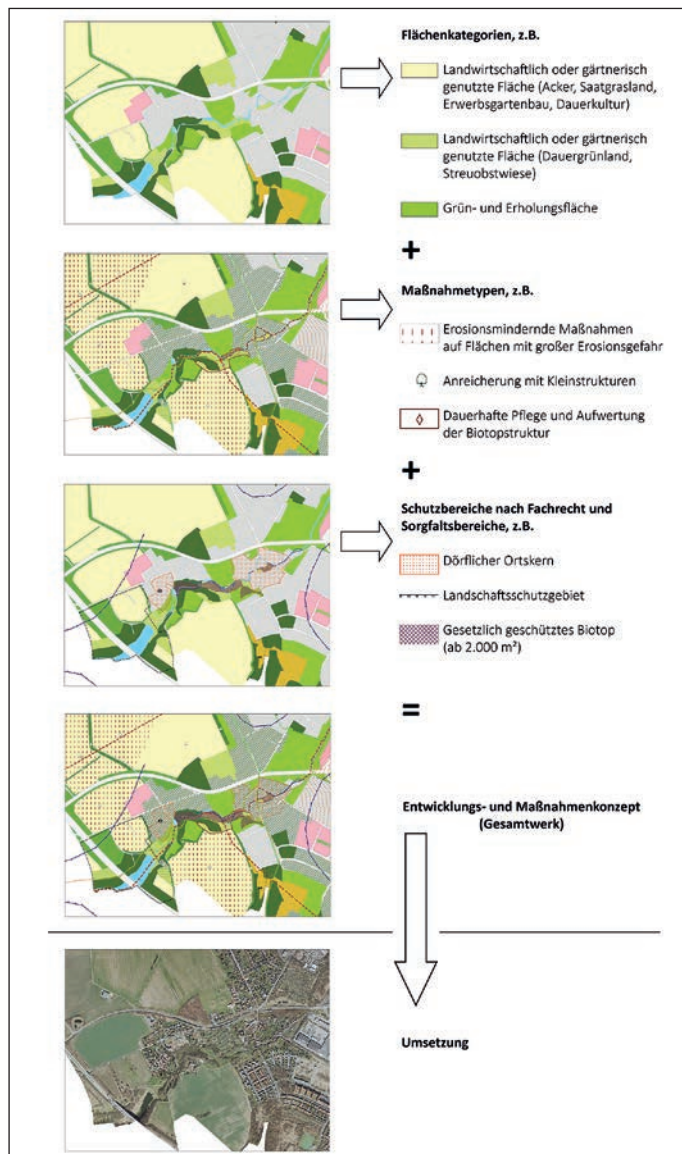 Flächenkategorien, z.B.
Landwirtschaftlich oder gärtnerisch
genutzte Fläche (Acker, Saatgrasland,
Erwerbsgartenbau, Dauerkultur)
Landwirtschaftlich oder gärtnerisch
genutzte Fläche (Dauergrünland,
Streuobstwiese)
Grün- und Erholungsfläche
+
Maßnahmetypen, z.B.
Erosionsmindernde Maßnahmen
auf Flächen mit großer Erosionsgefahr
Anreicherung mit Kleinstrukturen
Dauerhafte Pflege und Aufwertung
der Biotopstruktur
+
Schutzbereiche nach Fachrecht und
Sorgfaltsbereiche, z.B.
Dörflicher Ortskern
Landschaftsschutzgebiet
Gesetzlich geschütztes Biotop
(ab 2.000 m²)
=
Entwicklungs- und Maßnahmenkonzept
(Gesamtwerk)
Umsetzung